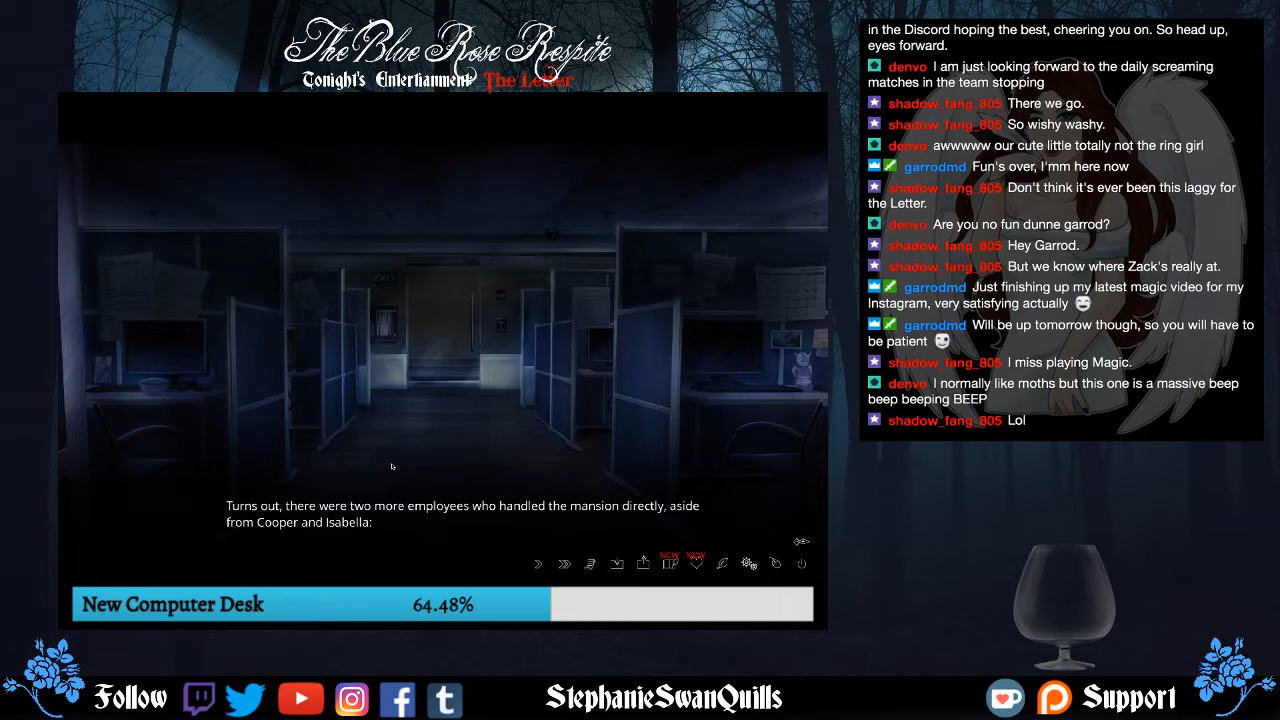 The Blue Rose Respite
Tonight's Entertianment The Letter
in the Discord hoping the best, cheering you on. So head up,
eyes forward.
denvo I am just looking forward to the daily screaming
matches in the team stopping
shadow_fang_805 There we go.
shadow_fang_805 So wishy washy.
denvo awwwww our cute little totally not the ring girl
garrodmd Fun's over, I'mm here now
shadow_fang_805 Don't think it's ever been this laggy for
the Letter.
denvo Are you no fun dunne garrod?
shadow_fang_805 Hey Garrod.
shadow_fang_805 But we know where Zack's really at.
garrodmd Just finishing up my latest magic video for my
Instagram, very satisfying actually
garrodmd Will be up tomorrow though, so you will have to
be patient
shadow_fang_805 I miss playing Magic.
denvo I normally like moths but this one is a massive beep
beep beeping BEEP
shadow_fang_805 Lol
EXIT
Turns out, there were two more employees who handled the mansion directly, aside
from Cooper and Isabella:
NEW NEW
New Computer Desk 64.48%
Follow StephanieSwanQuills Support